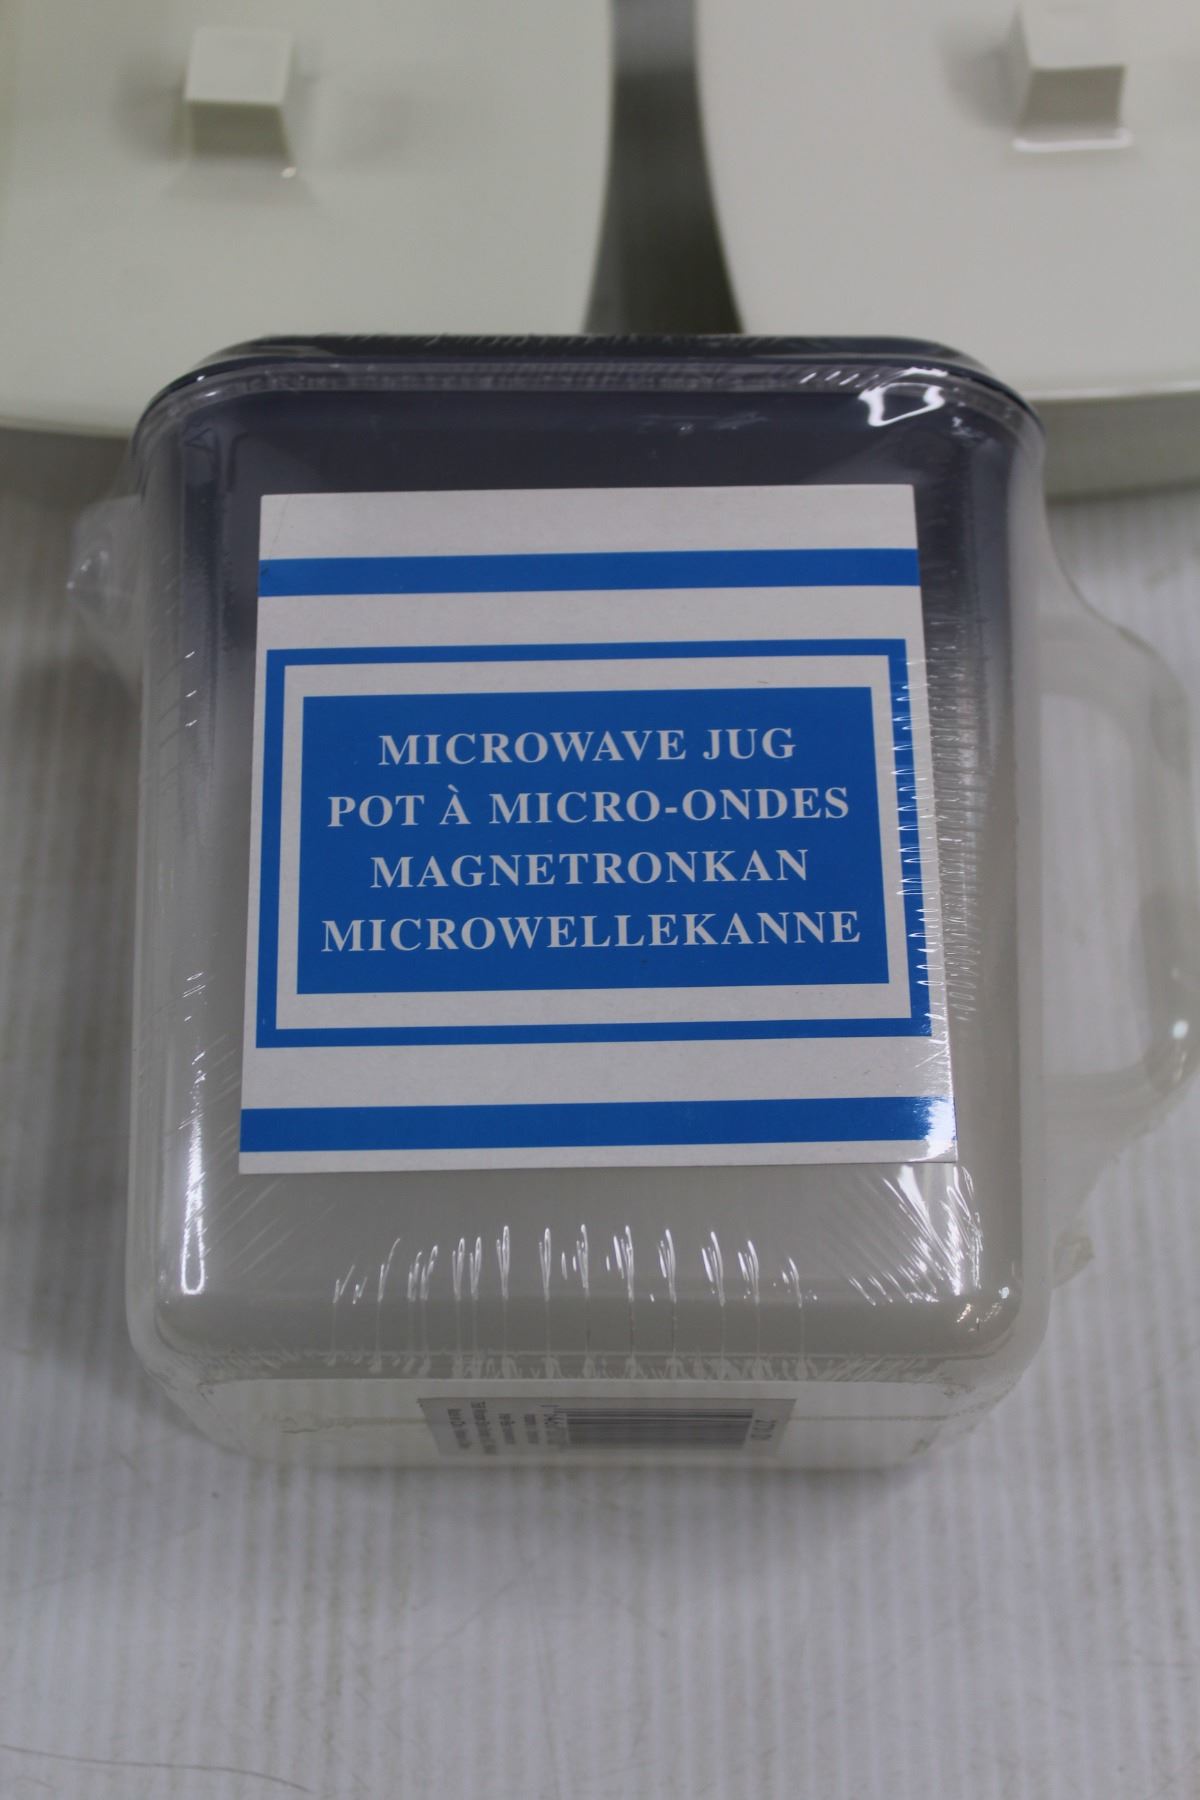 MICROWAVE JUG
POT À MICRO-ONDES
MAGNETRONKAN
MICROWELLEKANNE